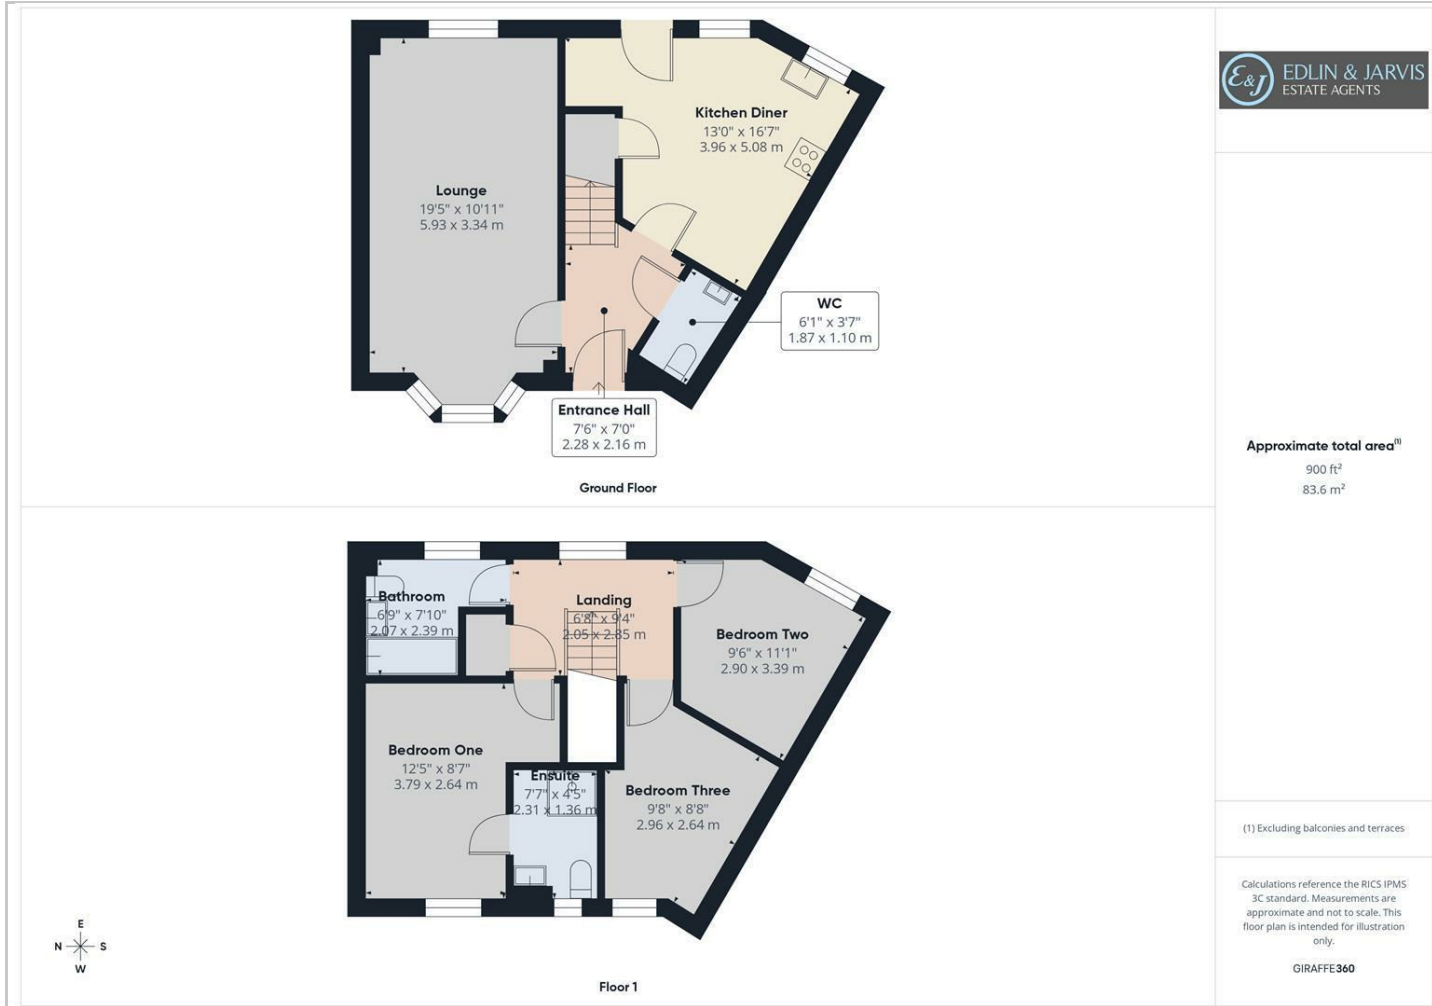 Kitchen Diner
13'0" x 16'7"
3.96 x 5.08 m
Lounge
19'5" x 10'11"
5.93 x 3.34 m
WC
6'1" x 3'7"
1.87 x 1.10 m
Entrance Hall
7'6" x 7'0"
2.28 x 2.16 m
Ground Floor
Bathroom
6'9" x 7'10"
2.07 x 2.39 m
Landing
6'8" x 9'4"
2.05 x 2.85 m
Bedroom Two
9'6" x 11'1"
2.90 x 3.39 m
Bedroom One
12'5" x 8'7"
3.79 x 2.64 m
Ensuite
7'7" x 4'5"
2.31 x 1.36 m
Bedroom Three
9'8" x 8'8"
2.96 x 2.64 m
E
N S
W
Floor 1
E&J
EDLIN & JARVIS
ESTATE AGENTS
Approximate total area(1)
900 ft²
83.6 m²
(1) Excluding balconies and terraces
Calculations reference the RICS IPMS
3C standard. Measurements are
approximate and not to scale. This
floor plan is intended for illustration
only.
GIRAFFE360